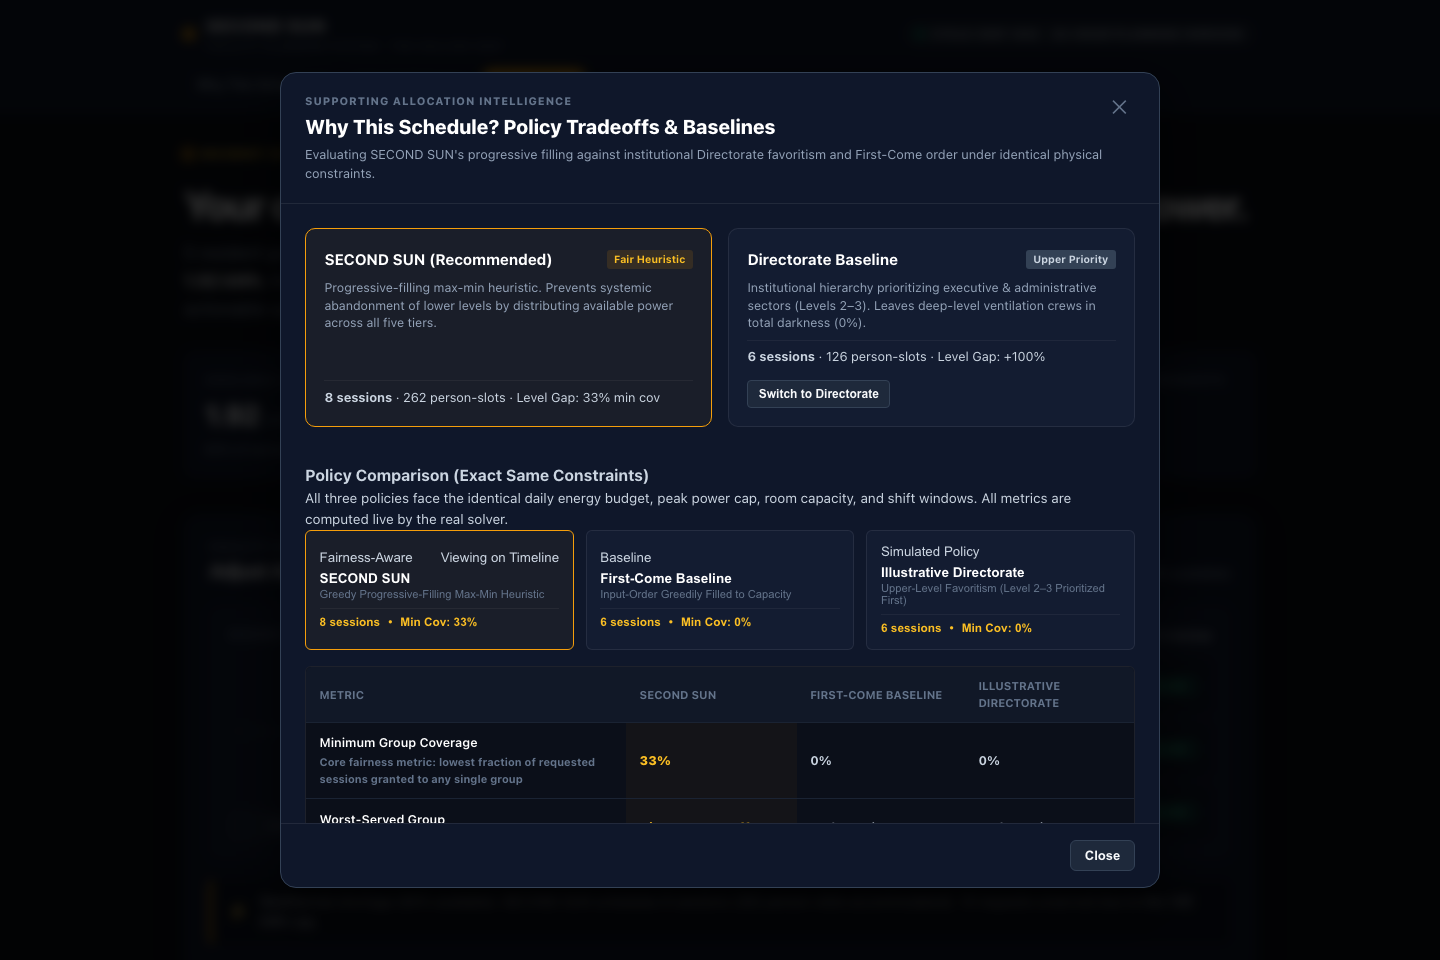 SUPPORTING ALLOCATION INTELLIGENCE
Why This Schedule? Policy Tradeoffs & Baselines
Evaluating SECOND SUN's progressive filling against institutional Directorate favoritism and First-Come order under identical physical
constraints.
SECOND SUN (Recommended)
Fair Heuristic
Progressive-filling max-min heuristic. Prevents systemic
abandonment of lower levels by distributing available power
across all five tiers.
8 sessions · 262 person-slots · Level Gap: 33% min cov
Directorate Baseline
Upper Priority
Institutional hierarchy prioritizing executive & administrative
sectors (Levels 2–3). Leaves deep-level ventilation crews in
total darkness (0%).
6 sessions · 126 person-slots · Level Gap: +100%
Switch to Directorate
Policy Comparison (Exact Same Constraints)
All three policies face the identical daily energy budget, peak power cap, room capacity, and shift windows. All metrics are
computed live by the real solver.
Fairness-Aware
Viewing on Timeline
SECOND SUN
Greedy Progressive-Filling Max-Min Heuristic
8 sessions • Min Cov: 33%
Baseline
First-Come Baseline
Input-Order Greedily Filled to Capacity
6 sessions • Min Cov: 0%
Simulated Policy
Illustrative Directorate
Upper-Level Favoritism (Level 2–3 Prioritized
First)
6 sessions • Min Cov: 0%
METRIC
SECOND SUN
FIRST-COME BASELINE
ILLUSTRATIVE
DIRECTORATE
Minimum Group Coverage
Core fairness metric: lowest fraction of requested
sessions granted to any single group
33%
0%
0%
Worst-Served Group
Close